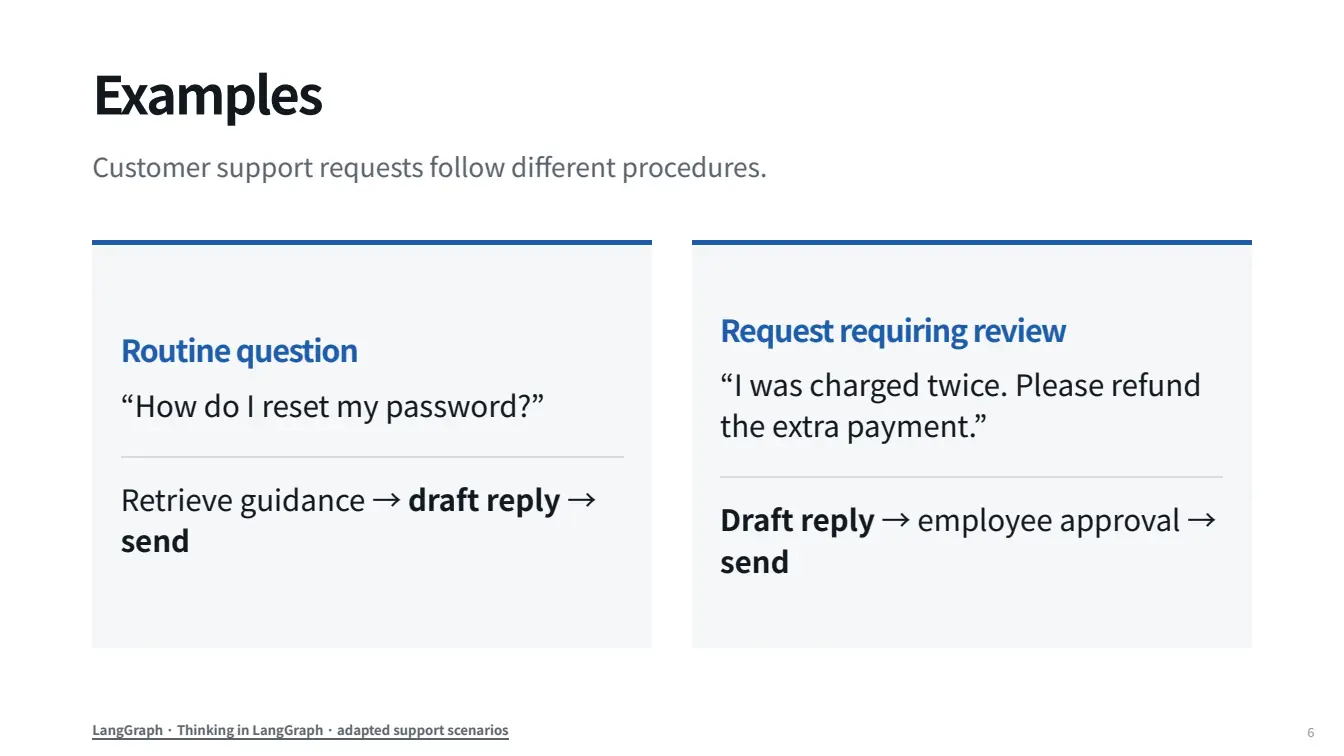 Examples
Customer support requests follow different procedures.
Routine question
“How do I reset my password?”
Retrieve guidance → draft reply →
send
Request requiring review
“I was charged twice. Please refund
the extra payment.”
Draft reply → employee approval →
send
LangGraph · Thinking in LangGraph · adapted support scenarios
6